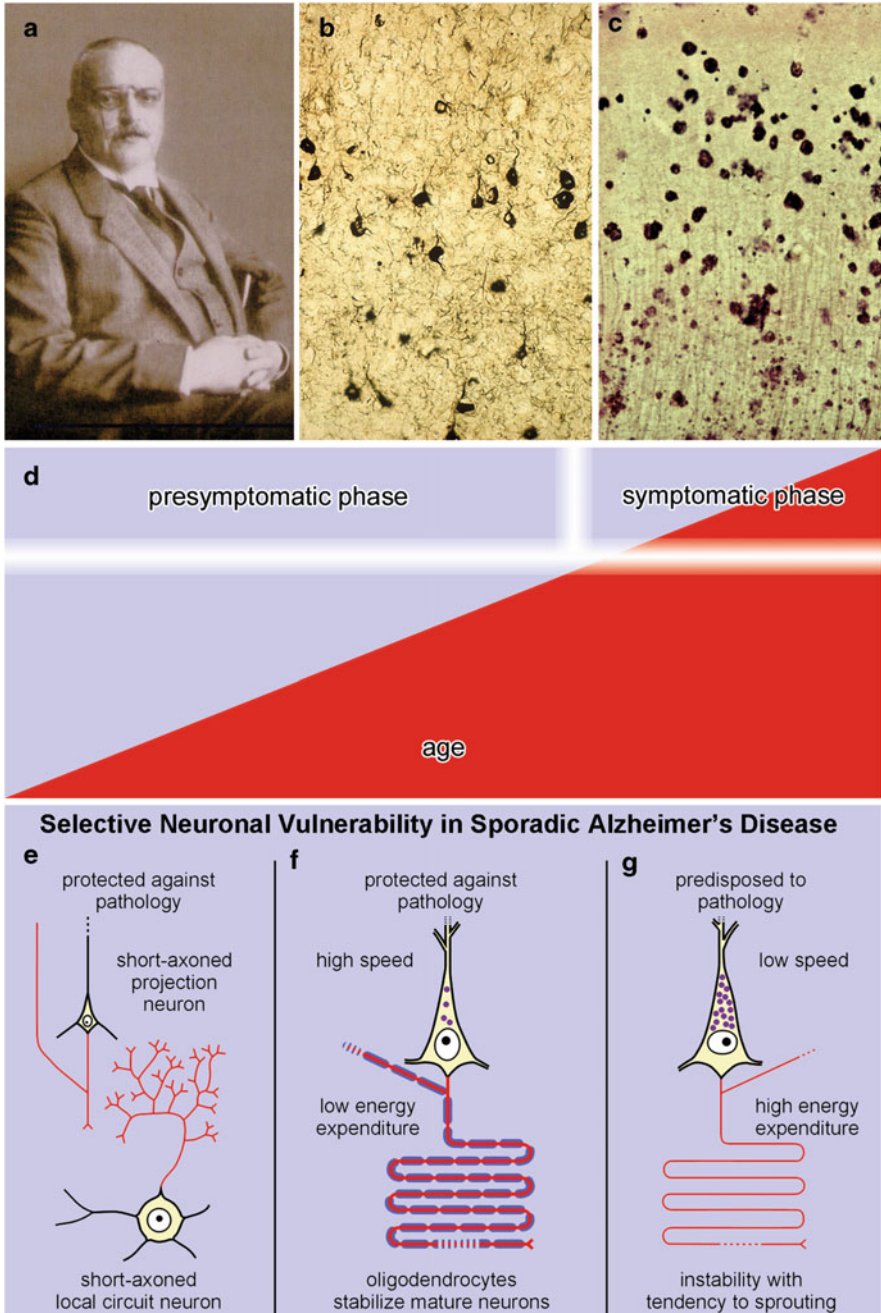 a
b
c
d
presymptomatic phase
symptomatic phase
age
Selective Neuronal Vulnerability in Sporadic Alzheimer's Disease
e
protected against
pathology
short-axoned
projection
neuron
short-axoned
local circuit neuron
f
protected against
pathology
high speed
low energy
expenditure
oligodendrocytes
stabilize mature neurons
g
predisposed to
pathology
low speed
high energy
expenditure
instability with
tendency to sprouting